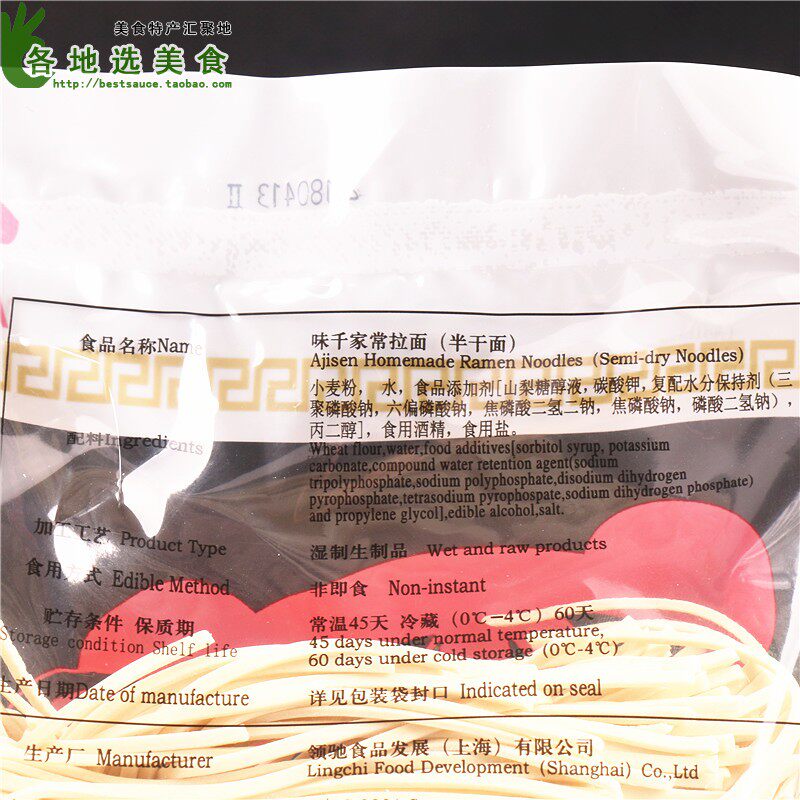 美食特产汇聚地
各地选美食
http://bestsauce.taobao.com
180413 II
食品名称Name
味千家常拉面（半干面）
Ajisen Homemade Ramen Noodles (Semi-dry Noodles)
配料Ingredients
小麦粉， 水，食品添加剂[山梨糖醇液，碳酸钾，复配水分保持剂（三
聚磷酸钠，六偏磷酸钠，焦磷酸二氢二钠，焦磷酸钠，磷酸二氢钠），
丙二醇]，食用酒精，食用盐。
Wheat flour,water,food additives[sorbitol syrup, potassium
carbonate,compound water retention agent(sodium
tripolyphosphate,sodium polyphosphate,disodium dihydrogen
pyrophosphate,tetrasodium pyrophospate,sodium dihydrogen phosphate)
and propylene glycol],edible alcohol,salt.
加工工艺 Product Type
湿制生制品 Wet and raw products
食用方式 Edible Method
非即食 Non-instant
贮存条件 保质期
Storage condition Shelf life
常温45天 冷藏（0℃—4℃）60天
45 days under normal temperature,
60 days under cold storage (0℃-4℃)
生产日期Date of manufacture
详见包装袋封口 Indicated on seal
生产厂 Manufacturer
领驰食品发展（上海）有限公司
Lingchi Food Development (Shanghai) Co.,Ltd